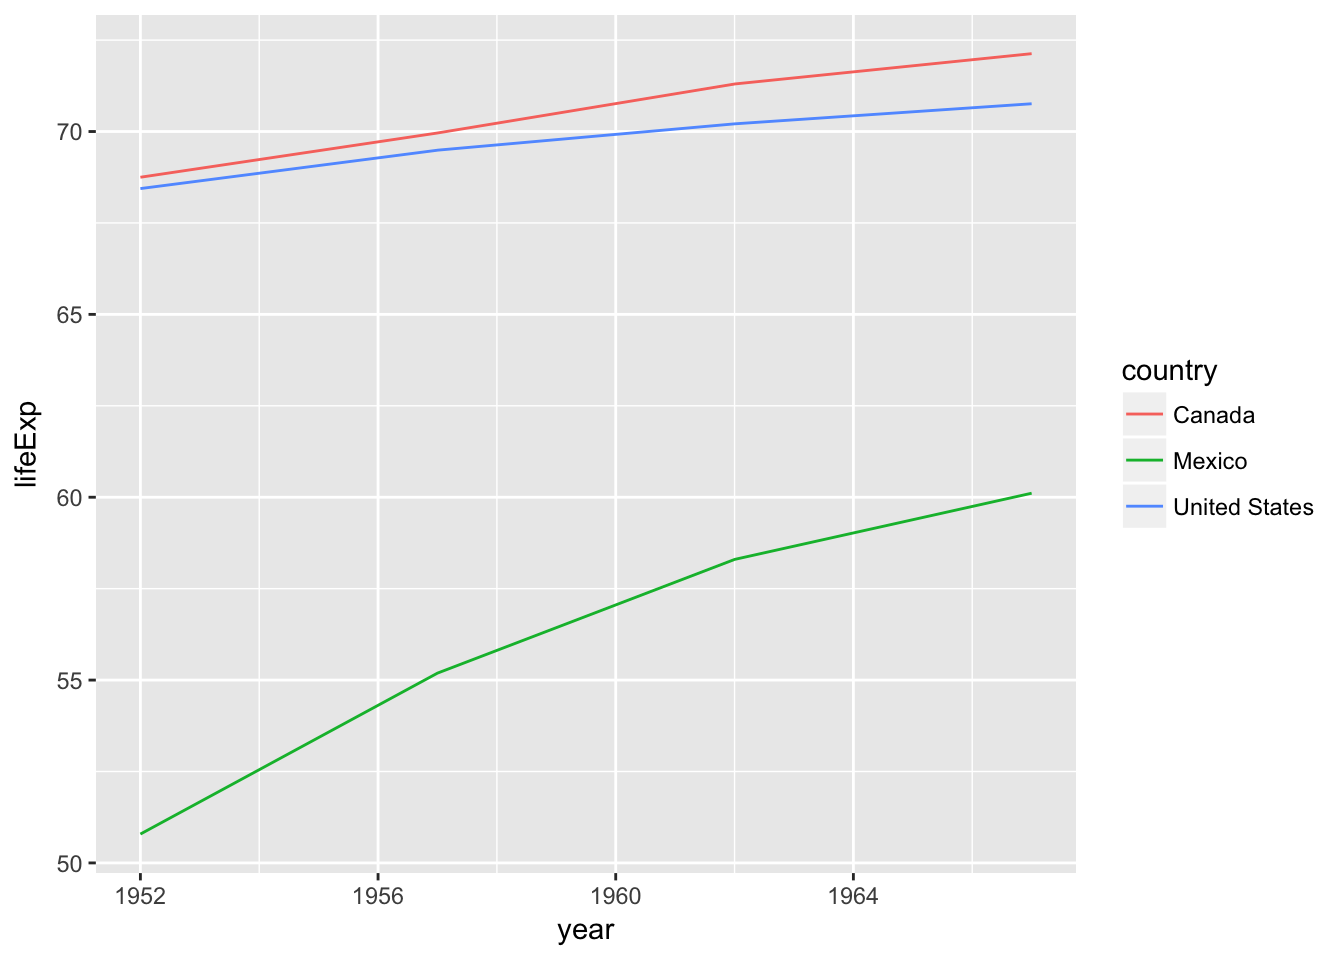 70
65
60
55
50
lifeExp
1952 1956 1960 1964
year
country
Canada
Mexico
United States